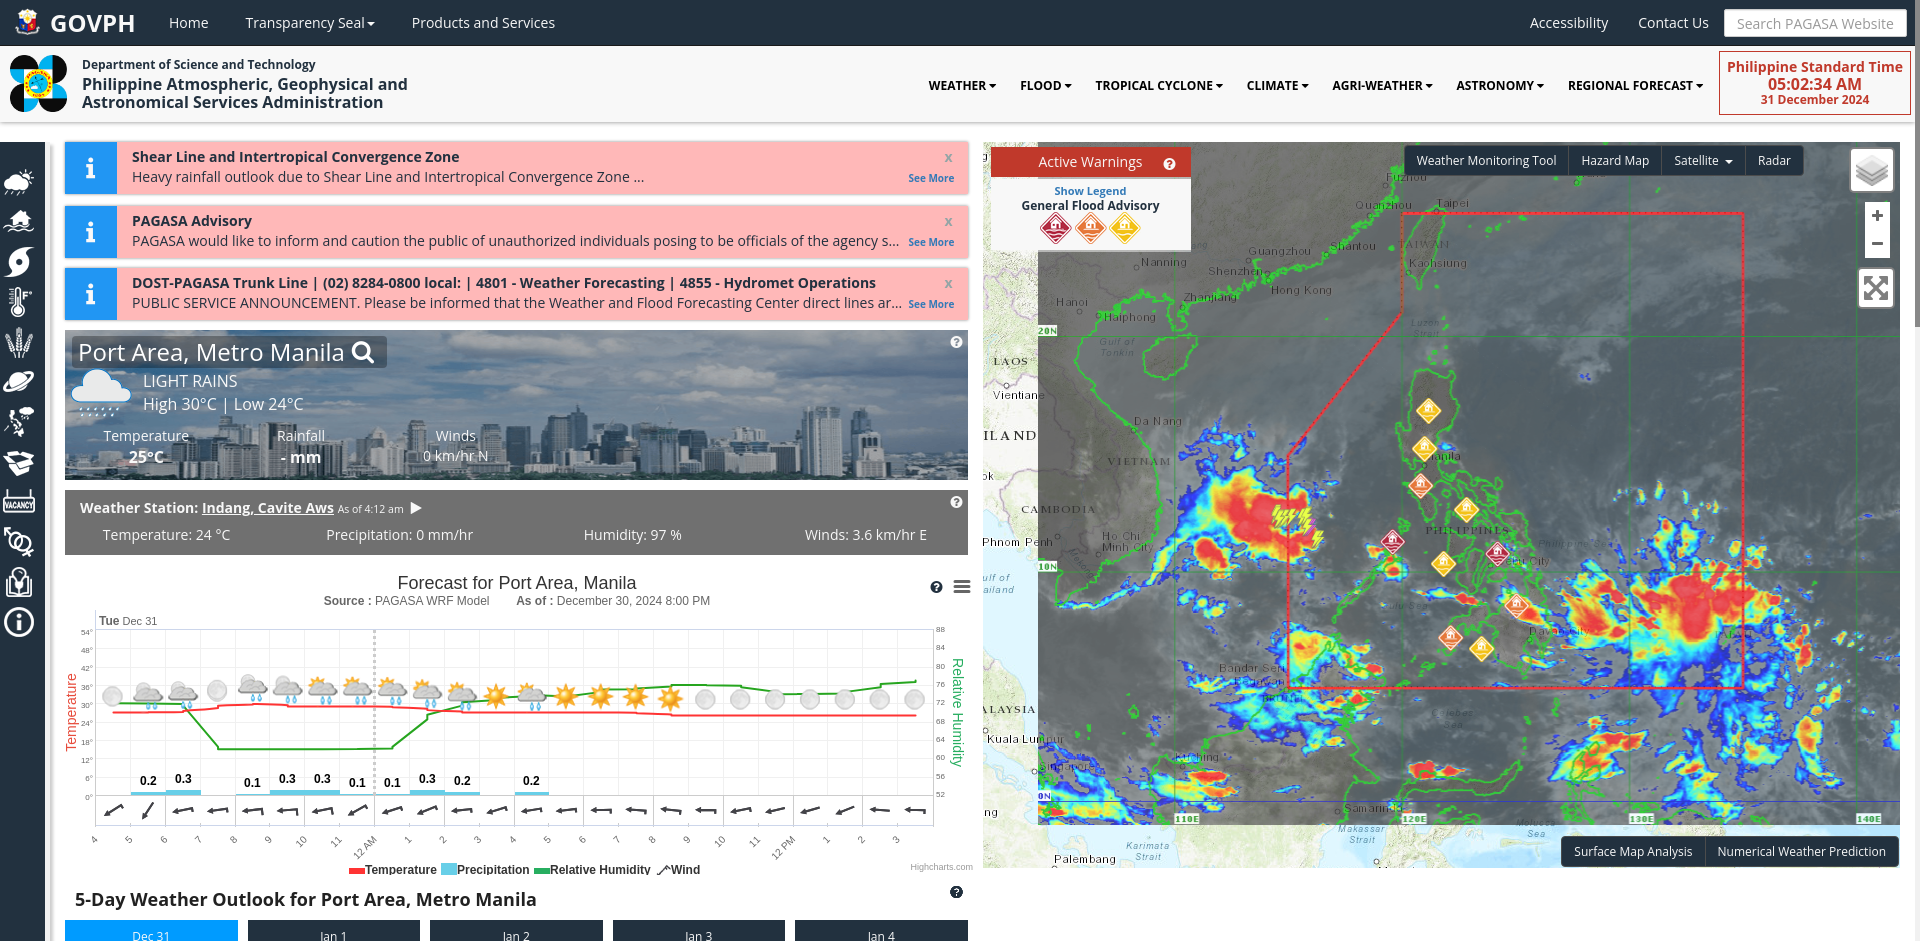 GOVPH
Home
Transparency Seal
Products and Services
Accessibility
Contact Us
Search PAGASA Website
Department of Science and Technology
Philippine Atmospheric, Geophysical and
Astronomical Services Administration
WEATHER
FLOOD
TROPICAL CYCLONE
CLIMATE
AGRI-WEATHER
ASTRONOMY
REGIONAL FORECAST
Philippine Standard Time
05:02:34 AM
31 December 2024
Shear Line and Intertropical Convergence Zone
x
Heavy rainfall outlook due to Shear Line and Intertropical Convergence Zone ...
See More
PAGASA Advisory
x
PAGASA would like to inform and caution the public of unauthorized individuals posing to be officials of the agency s...
See More
DOST-PAGASA Trunk Line | (02) 8284-0800 local: | 4801 - Weather Forecasting | 4855 - Hydromet Operations
x
PUBLIC SERVICE ANNOUNCEMENT. Please be informed that the Weather and Flood Forecasting Center direct lines ar...
See More
Port Area, Metro Manila
LIGHT RAINS
High 30°C | Low 24°C
Temperature
Rainfall
Winds
25°C
- mm
0 km/hr N
Weather Station: Indang, Cavite Aws As of 4:12 am
Temperature: 24 °C
Precipitation: 0 mm/hr
Humidity: 97 %
Winds: 3.6 km/hr E
Forecast for Port Area, Manila
Source : PAGASA WRF Model
As of : December 30, 2024 8:00 PM
Tue Dec 31
54°
48°
42°
36°
30°
24°
18°
12°
6°
0°
Temperature
88
84
80
76
72
68
64
60
56
52
Relative Humidity
0.2
0.3
0.1
0.3
0.3
0.1
0.1
0.3
0.2
0.2
4
5
6
7
8
9
10
11
12 AM
1
2
3
4
5
6
7
8
9
10
11
12 PM
1
2
3
Temperature
Precipitation
Relative Humidity
Wind
Highcharts.com
5-Day Weather Outlook for Port Area, Metro Manila
Dec 31
Jan 1
Jan 2
Jan 3
Jan 4
VACANCY
Active Warnings
Show Legend
General Flood Advisory
Weather Monitoring Tool
Hazard Map
Satellite
Radar
+
−
Fuzhou
Quanzhou
Taipei
TAIWAN
Kaohsiung
Shantou
Guangzhou
Shenzhen
Hong Kong
Nanning
Zhanjiang
Hanoi
Haiphong
Gulf of
Tonkin
Luzon
Strait
20N
LAOS
Vientiane
Da Nang
ILAND
VIETNAM
ok
CAMBODIA
Phnom Penh
Ho Chi
Minh City
10N
ulf of
ailand
Manila
PHILIPPINES
Davao City
Bandar Seri
ALAYSIA
Kuala Lumpur
Singapore
Kuching
0N
ng
110E
120E
130E
140E
Samarinda
Makassar
Strait
Karimata
Strait
Molucca
Sea
Palembang
Surface Map Analysis
Numerical Weather Prediction